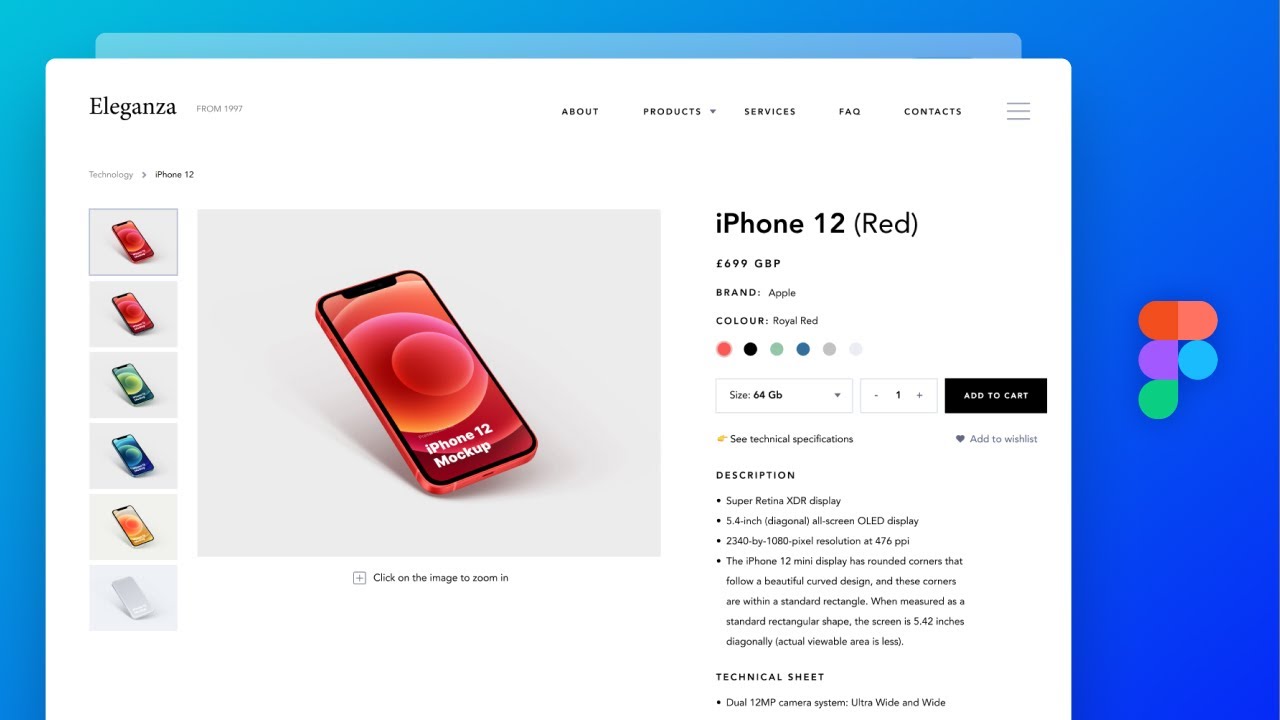 Eleganza FROM 1997
ABOUT PRODUCTS SERVICES FAQ CONTACTS
Technology > iPhone 12
iPhone 12 (Red)
£699 GBP
BRAND: Apple
COLOUR: Royal Red
Size: 64 Gb - 1 + ADD TO CART
👉 See technical specifications Add to wishlist
iPhone 12
Mockup
Click on the image to zoom in
DESCRIPTION
• Super Retina XDR display
• 5.4-inch (diagonal) all-screen OLED display
• 2340-by-1080-pixel resolution at 476 ppi
• The iPhone 12 mini display has rounded corners that
follow a beautiful curved design, and these corners
are within a standard rectangle. When measured as a
standard rectangular shape, the screen is 5.42 inches
diagonally (actual viewable area is less).
TECHNICAL SHEET
• Dual 12MP camera system: Ultra Wide and Wide